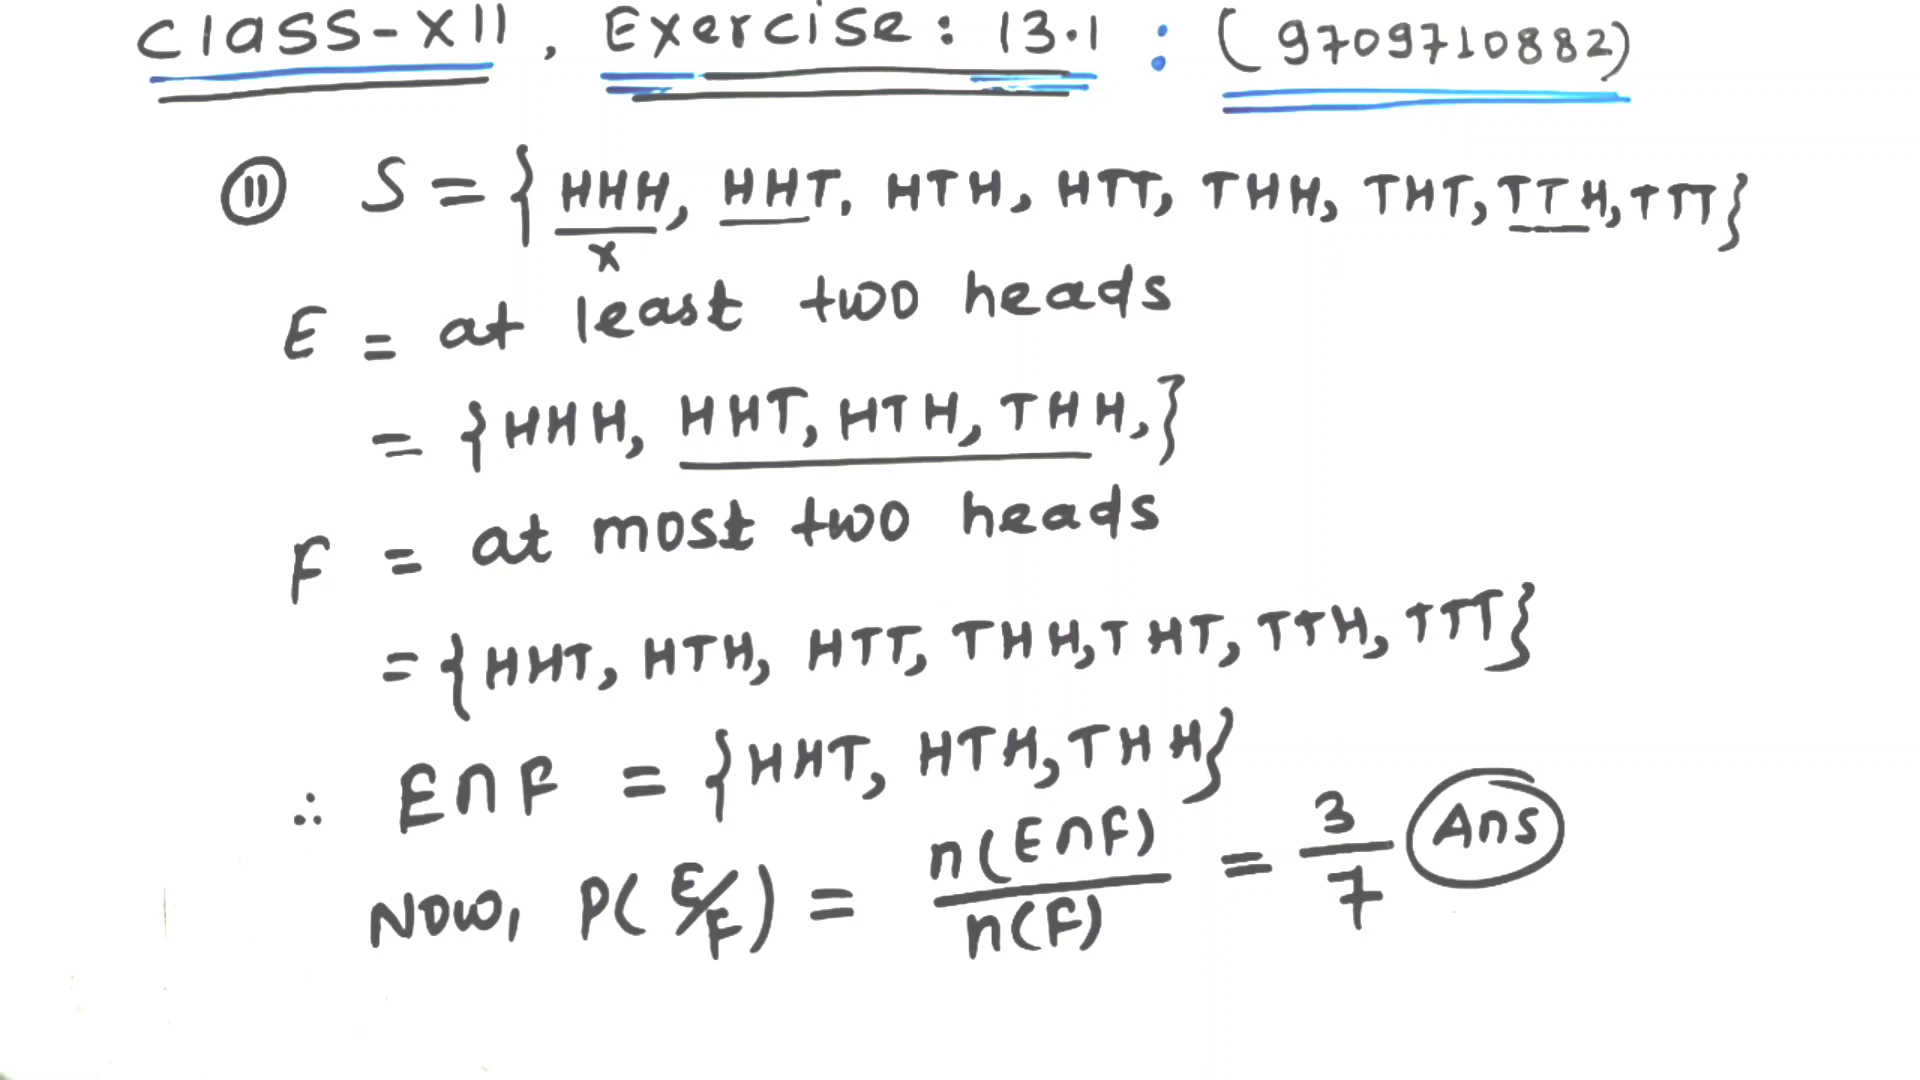 Class-XII, Exercise: 13.1 : (9709710882)
(11) S = {HHH, HHT, HTH, HTT, THH, THT, TTH, TTT}
x
E = at least two heads
= {HHH, HHT, HTH, THH,}
F = at most two heads
= {HHT, HTH, HTT, THH, THT, TTH, TTT}
∴ E∩F = {HHT, HTH, THH}
Now, P(E/F) = n(E∩F)/n(F) = 3/7 Ans